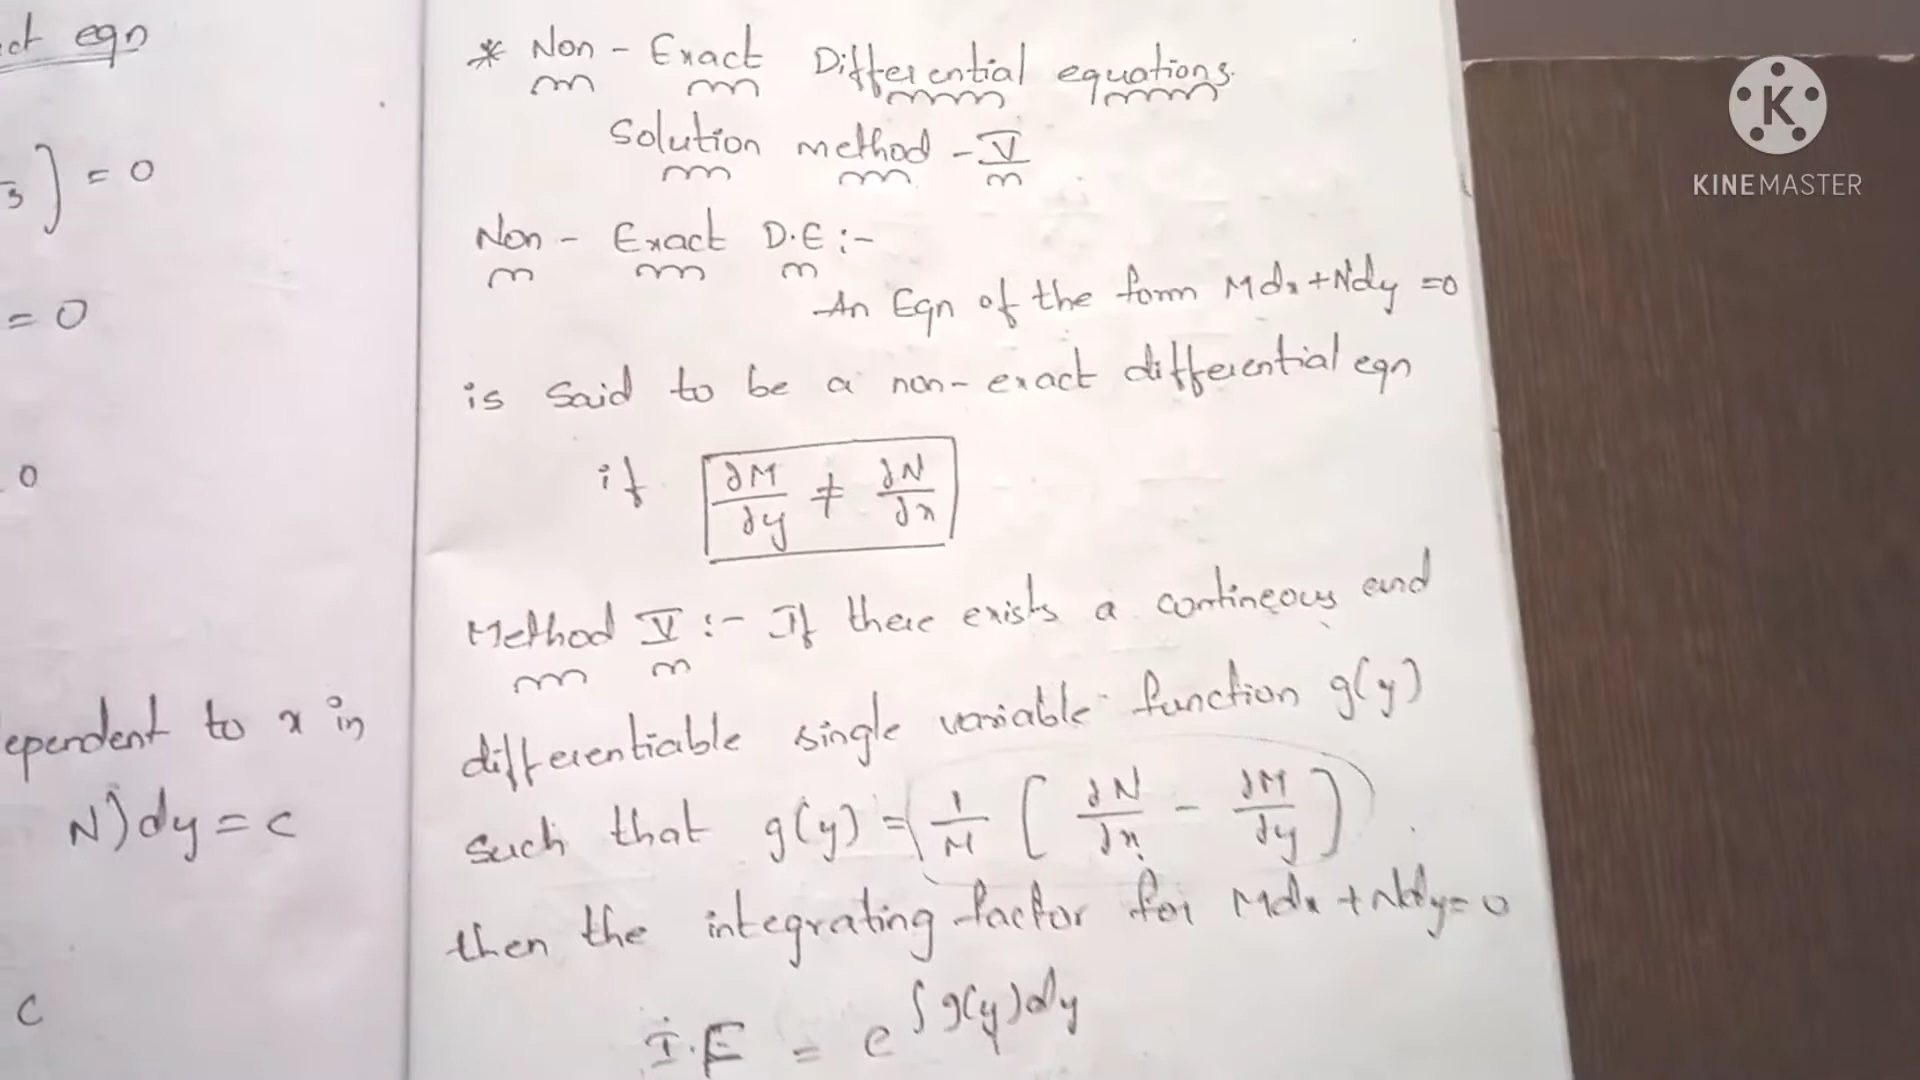 ct eqn
3] = 0
= 0
0
ependent to x in
N)dy = c
c
* Non - Exact Differential equations.
Solution method - V
Non - Exact D.E :-
An Eqn of the form Mdx + Ndy = 0
is said to be a non-exact differential eqn
if ∂M/∂y ≠ ∂N/∂x
Method V :- If there exists a contineous and
differentiable single variable function g(y)
such that g(y) = 1/M [ ∂N/∂x - ∂M/∂y ]
then the integrating factor for Mdx + Ndy = 0
I.F = e^∫g(y)dy
K
KINEMASTER